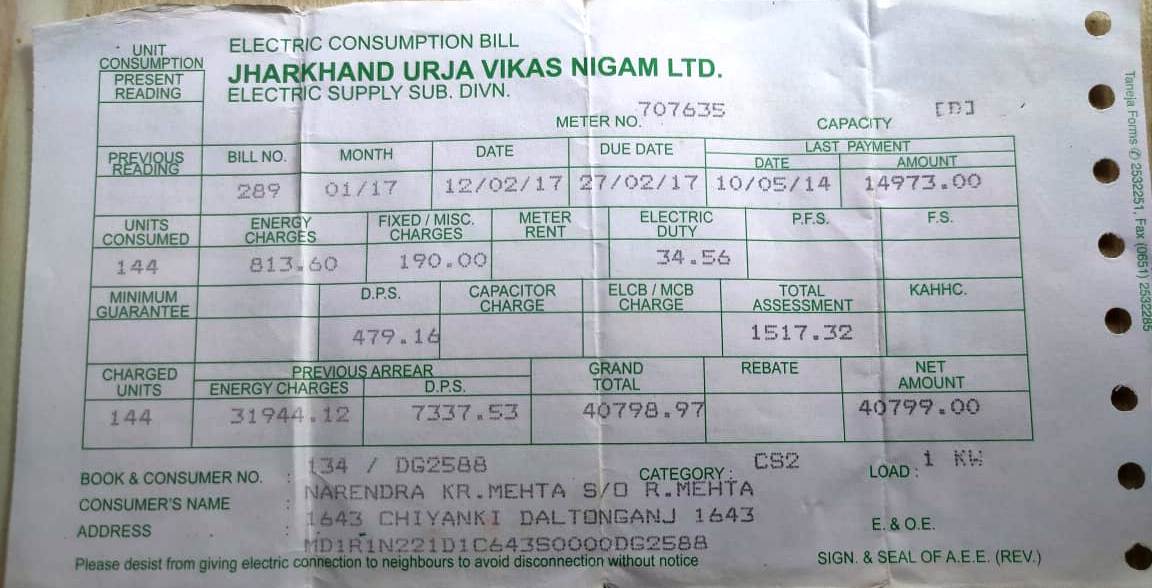 UNIT CONSUMPTION
ELECTRIC CONSUMPTION BILL
JHARKHAND URJA VIKAS NIGAM LTD.
ELECTRIC SUPPLY SUB. DIVN.
PRESENT READING
METER NO. 707635 CAPACITY [D]
PREVIOUS READING BILL NO. MONTH DATE DUE DATE LAST PAYMENT
DATE AMOUNT
289 01/17 12/02/17 27/02/17 10/05/14 14973.00
UNITS CONSUMED ENERGY CHARGES FIXED / MISC. CHARGES METER RENT ELECTRIC DUTY P.F.S. F.S.
144 813.60 190.00 34.56
MINIMUM GUARANTEE D.P.S. CAPACITOR CHARGE ELCB / MCB CHARGE TOTAL ASSESSMENT KAHHC.
479.16 1517.32
CHARGED UNITS PREVIOUS ARREAR GRAND TOTAL REBATE NET AMOUNT
ENERGY CHARGES D.P.S.
144 31944.12 7337.53 40798.97 40799.00
BOOK & CONSUMER NO. : 134 / DG2588 CATEGORY : CS2 LOAD : 1 KW
CONSUMER'S NAME : NARENDRA KR.MEHTA S/O R.MEHTA
ADDRESS : 1643 CHIYANKI DALTONGANJ 1643 E. & O.E.
MD1R1N221D1C643S0000DG2588
Please desist from giving electric connection to neighbours to avoid disconnection without notice SIGN. & SEAL OF A.E.E. (REV.)
Taneja Forms ✆ 2532251, Fax (0651) 2532285